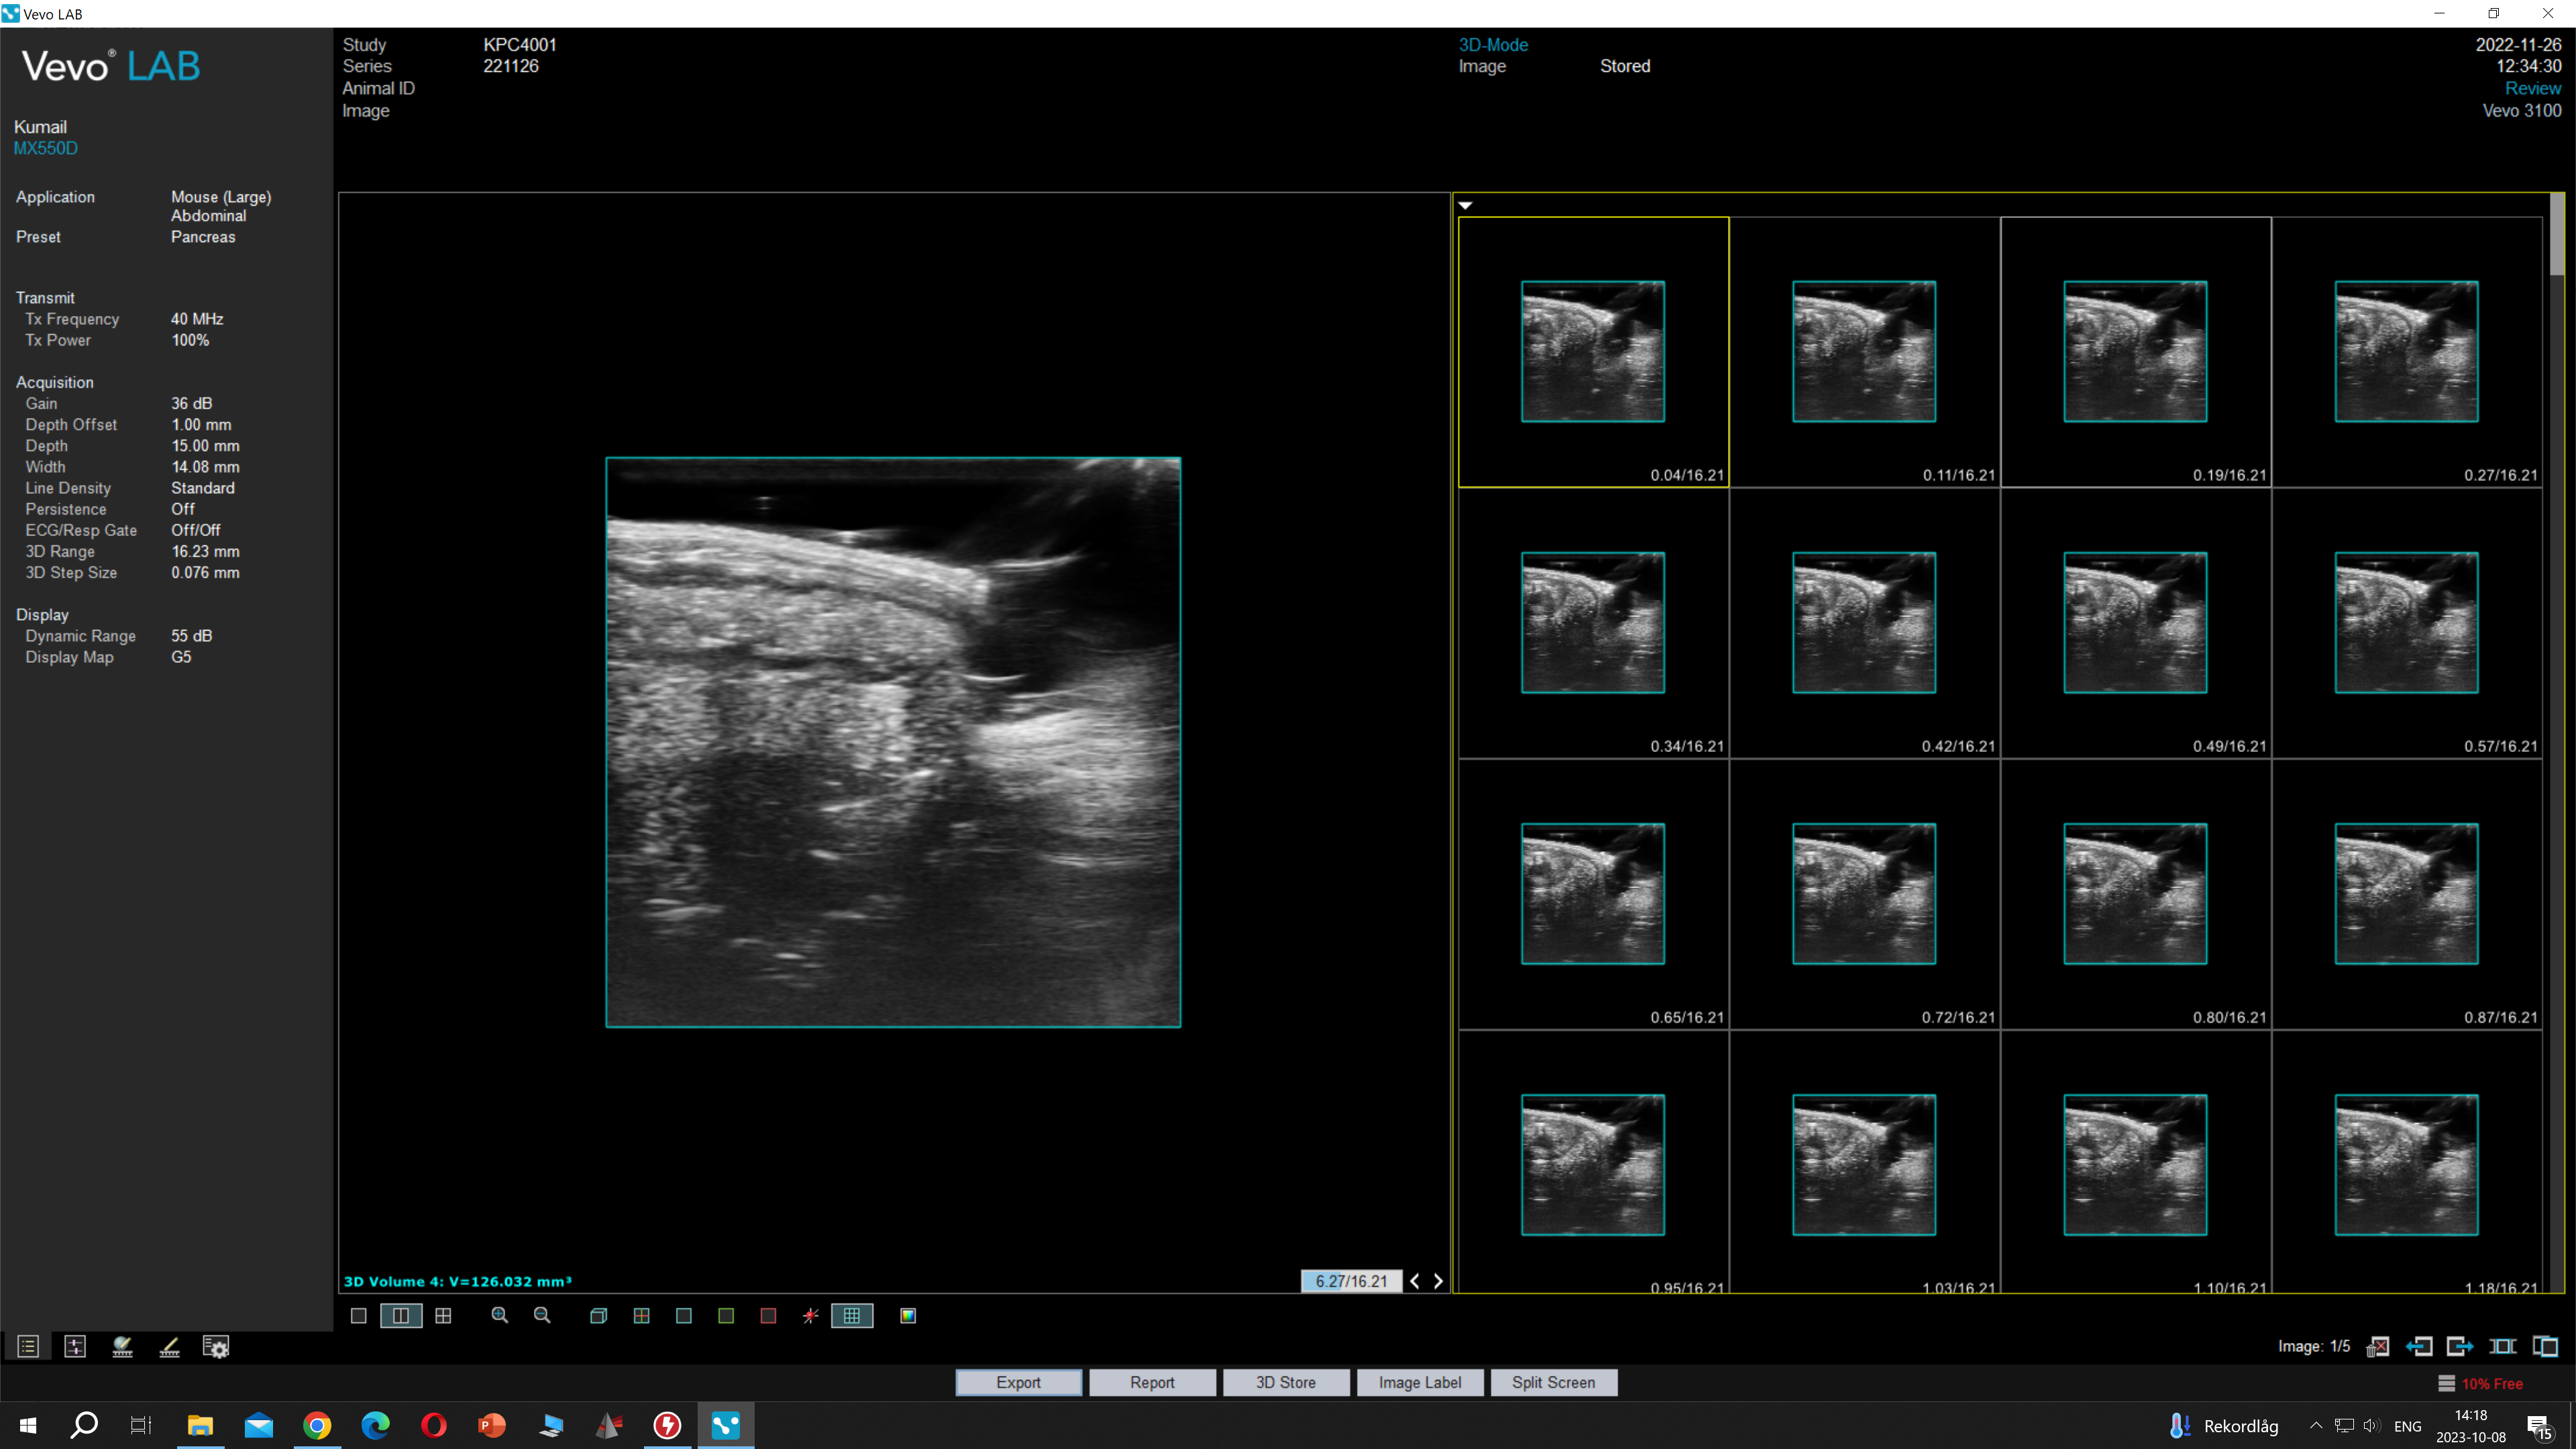 Vevo LAB
Vevo® LAB
Kumail
MX550D
Application Mouse (Large)
Abdominal
Preset Pancreas
Transmit
Tx Frequency 40 MHz
Tx Power 100%
Acquisition
Gain 36 dB
Depth Offset 1.00 mm
Depth 15.00 mm
Width 14.08 mm
Line Density Standard
Persistence Off
ECG/Resp Gate Off/Off
3D Range 16.23 mm
3D Step Size 0.076 mm
Display
Dynamic Range 55 dB
Display Map G5
Study KPC4001
Series 221126
Animal ID
Image
3D-Mode
Image Stored
2022-11-26
12:34:30
Review
Vevo 3100
0.04/16.21 0.11/16.21 0.19/16.21 0.27/16.21
0.34/16.21 0.42/16.21 0.49/16.21 0.57/16.21
0.65/16.21 0.72/16.21 0.80/16.21 0.87/16.21
0.95/16.21 1.03/16.21 1.10/16.21 1.18/16.21
3D Volume 4: V=126.032 mm³
6.27/16.21
Image: 1/5
Export Report 3D Store Image Label Split Screen
10% Free
Rekordlåg
ENG
14:18
2023-10-08
15